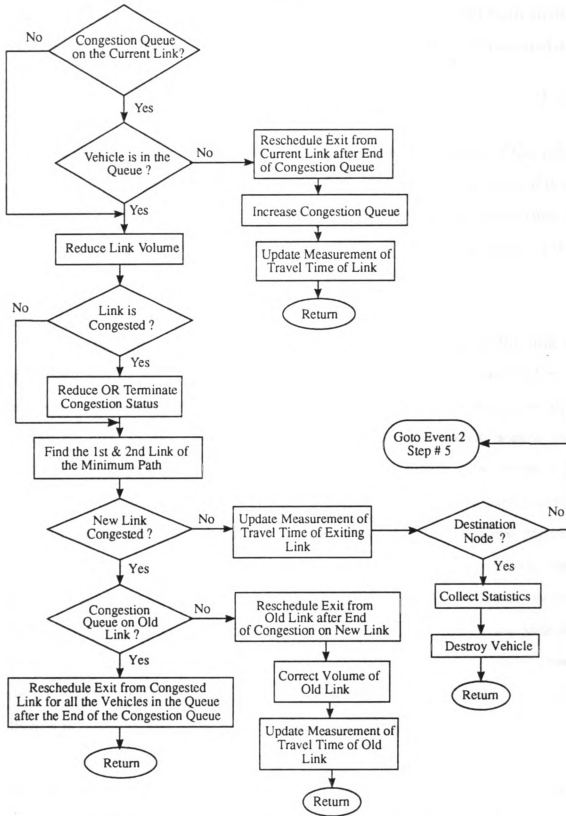 No
Congestion Queue
on the Current Link?
Yes
Vehicle is in the
Queue ?
No
Reschedule Exit from
Current Link after End
of Congestion Queue
Yes
Increase Congestion Queue
Reduce Link Volume
Update Measurement of
Travel Time of Link
Return
No
Link is
Congested ?
Yes
Reduce OR Terminate
Congestion Status
Find the 1st & 2nd Link of
the Minimum Path
Goto Event 2
Step # 5
New Link
Congested ?
No
Update Measurement of
Travel Time of Exiting
Link
Destination
Node ?
No
Yes
Yes
Congestion
Queue on Old
Link ?
No
Reschedule Exit from
Old Link after End
of Congestion on New Link
Collect Statistics
Destroy Vehicle
Return
Yes
Reschedule Exit from Congested
Link for all the Vehicles in the Queue
after the End of the Congestion Queue
Return
Correct Volume of
Old Link
Update Measurement of
Travel Time of Old
Link
Return